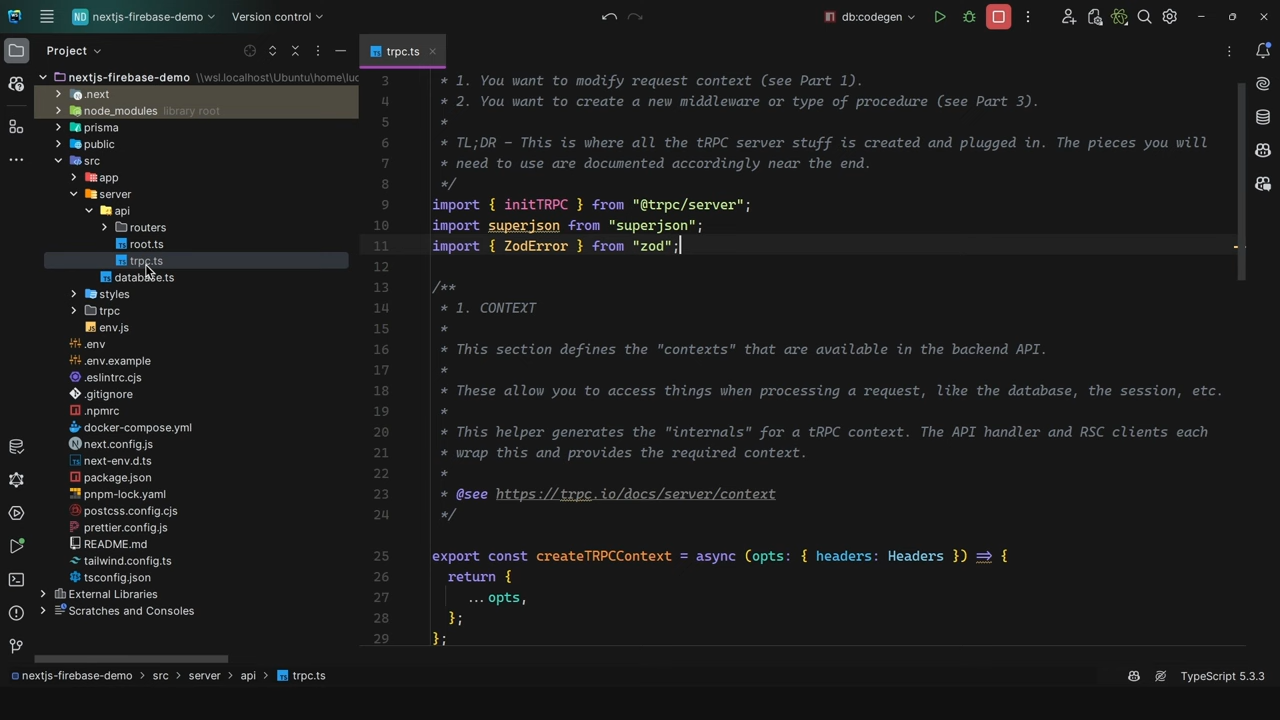 ND nextjs-firebase-demo Version control db:codegen
Project
nextjs-firebase-demo \\wsl.localhost\Ubuntu\home\luc
.next
node_modules library root
prisma
public
src
app
server
api
routers
root.ts
trpc.ts
database.ts
styles
trpc
env.js
.env
.env.example
.eslintrc.cjs
.gitignore
.npmrc
docker-compose.yml
next.config.js
next-env.d.ts
package.json
pnpm-lock.yaml
postcss.config.cjs
prettier.config.js
README.md
tailwind.config.ts
tsconfig.json
External Libraries
Scratches and Consoles
trpc.ts
3 * 1. You want to modify request context (see Part 1).
4 * 2. You want to create a new middleware or type of procedure (see Part 3).
5 *
6 * TL;DR - This is where all the tRPC server stuff is created and plugged in. The pieces you will
7 * need to use are documented accordingly near the end.
8 */
9 import { initTRPC } from "@trpc/server";
10 import superjson from "superjson";
11 import { ZodError } from "zod";
12
13 /**
14 * 1. CONTEXT
15 *
16 * This section defines the "contexts" that are available in the backend API.
17 *
18 * These allow you to access things when processing a request, like the database, the session, etc.
19 *
20 * This helper generates the "internals" for a tRPC context. The API handler and RSC clients each
21 * wrap this and provides the required context.
22 *
23 * @see https://trpc.io/docs/server/context
24 */
25 export const createTRPCContext = async (opts: { headers: Headers }) => {
26 return {
27 ...opts,
28 };
29 };
nextjs-firebase-demo > src > server > api > trpc.ts
TypeScript 5.3.3